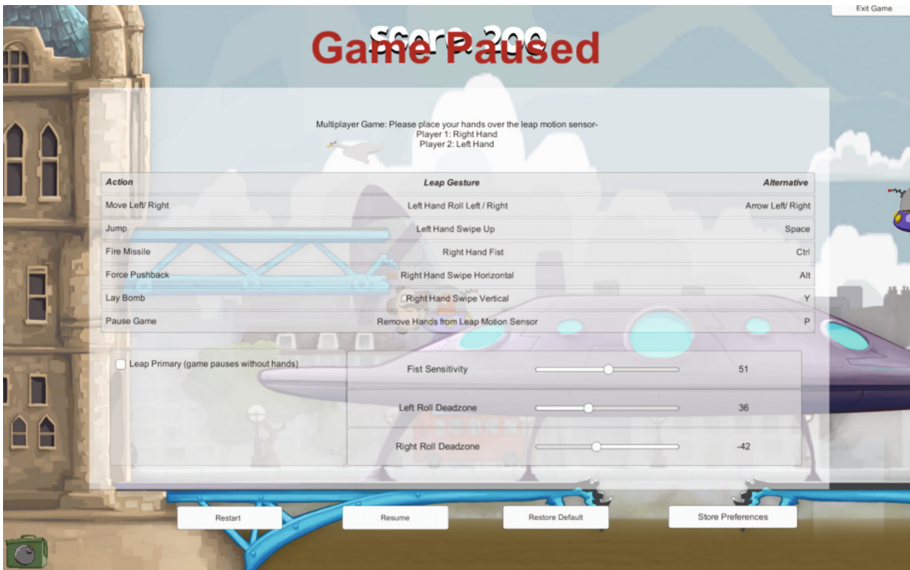 Exit Game
Score 200
Game Paused
Multiplayer Game: Please place your hands over the leap motion sensor-
Player 1: Right Hand
Player 2: Left Hand
Action Leap Gesture Alternative
Move Left/ Right Left Hand Roll Left / Right Arrow Left/ Right
Jump Left Hand Swipe Up Space
Fire Missile Right Hand Fist Ctrl
Force Pushback Right Hand Swipe Horizontal Alt
Lay Bomb Right Hand Swipe Vertical Y
Pause Game Remove Hands from Leap Motion Sensor P
Leap Primary (game pauses without hands)
Fist Sensitivity 51
Left Roll Deadzone 36
Right Roll Deadzone -42
Restart Resume Restore Default Store Preferences